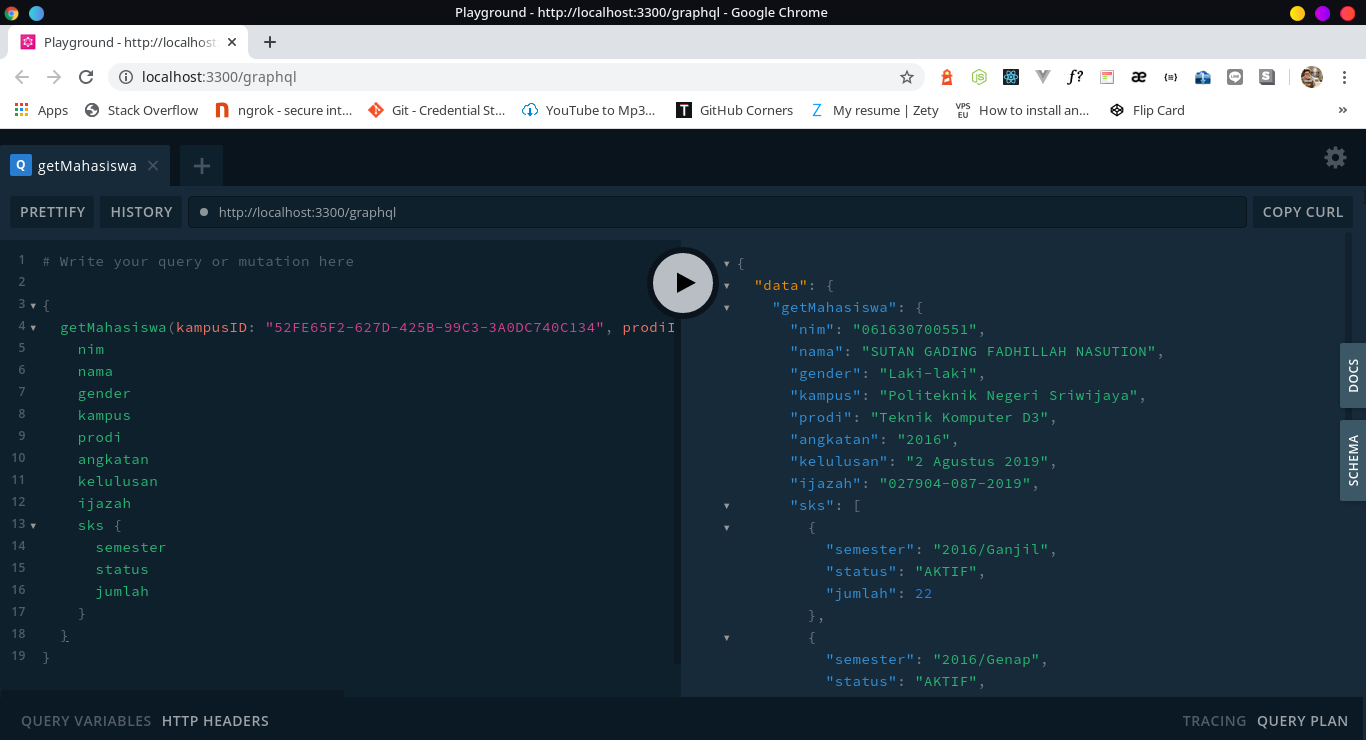 Playground - http://localhost:3300/graphql - Google Chrome
Playground - http://localhost:
localhost:3300/graphql
f?
æ
{=}
LINE
S
Apps
Stack Overflow
ngrok - secure int...
Git - Credential St...
YouTube to Mp3...
T
GitHub Corners
Z
My resume | Zety
VPS
EU
How to install an...
Flip Card
»
Q
getMahasiswa
PRETTIFY
HISTORY
http://localhost:3300/graphql
COPY CURL
1 # Write your query or mutation here
2
3 {
4 getMahasiswa(kampusID: "52FE65F2-627D-425B-99C3-3A0DC740C134", prodiI
5 nim
6 nama
7 gender
8 kampus
9 prodi
10 angkatan
11 kelulusan
12 ijazah
13 sks {
14 semester
15 status
16 jumlah
17 }
18 }
19 }
{
"data": {
"getMahasiswa": {
"nim": "061630700551",
"nama": "SUTAN GADING FADHILLAH NASUTION",
"gender": "Laki-laki",
"kampus": "Politeknik Negeri Sriwijaya",
"prodi": "Teknik Komputer D3",
"angkatan": "2016",
"kelulusan": "2 Agustus 2019",
"ijazah": "027904-087-2019",
"sks": [
{
"semester": "2016/Ganjil",
"status": "AKTIF",
"jumlah": 22
},
{
"semester": "2016/Genap",
"status": "AKTIF",
DOCS
SCHEMA
QUERY VARIABLES
HTTP HEADERS
TRACING
QUERY PLAN